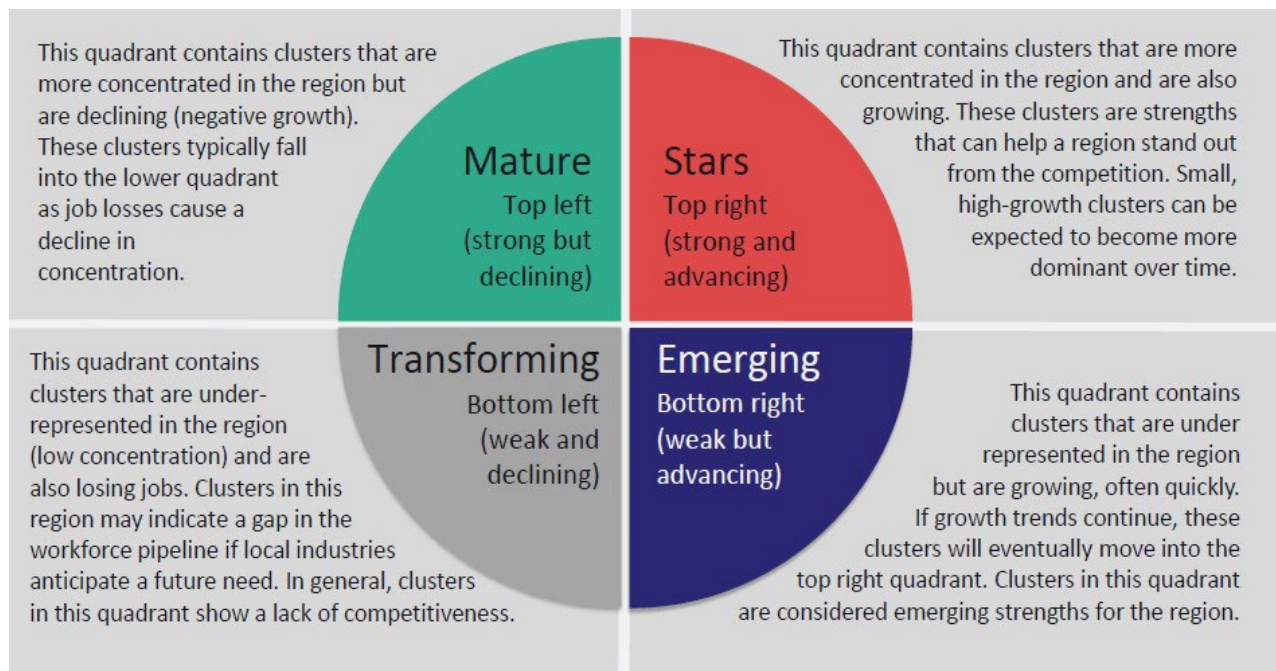 This quadrant contains clusters that are
more concentrated in the region but
are declining (negative growth).
These clusters typically fall
into the lower quadrant
as job losses cause a
decline in
concentration.
Mature
Top left
(strong but
declining)
Stars
Top right
(strong and
advancing)
This quadrant contains clusters that are more
concentrated in the region and are also
growing. These clusters are strengths
that can help a region stand out
from the competition. Small,
high-growth clusters can be
expected to become more
dominant over time.
This quadrant contains
clusters that are under-
represented in the region
(low concentration) and are
also losing jobs. Clusters in this
region may indicate a gap in the
workforce pipeline if local industries
anticipate a future need. In general, clusters
in this quadrant show a lack of competitiveness.
Transforming
Bottom left
(weak and
declining)
Emerging
Bottom right
(weak but
advancing)
This quadrant contains
clusters that are under
represented in the region
but are growing, often quickly.
If growth trends continue, these
clusters will eventually move into the
top right quadrant. Clusters in this quadrant
are considered emerging strengths for the region.